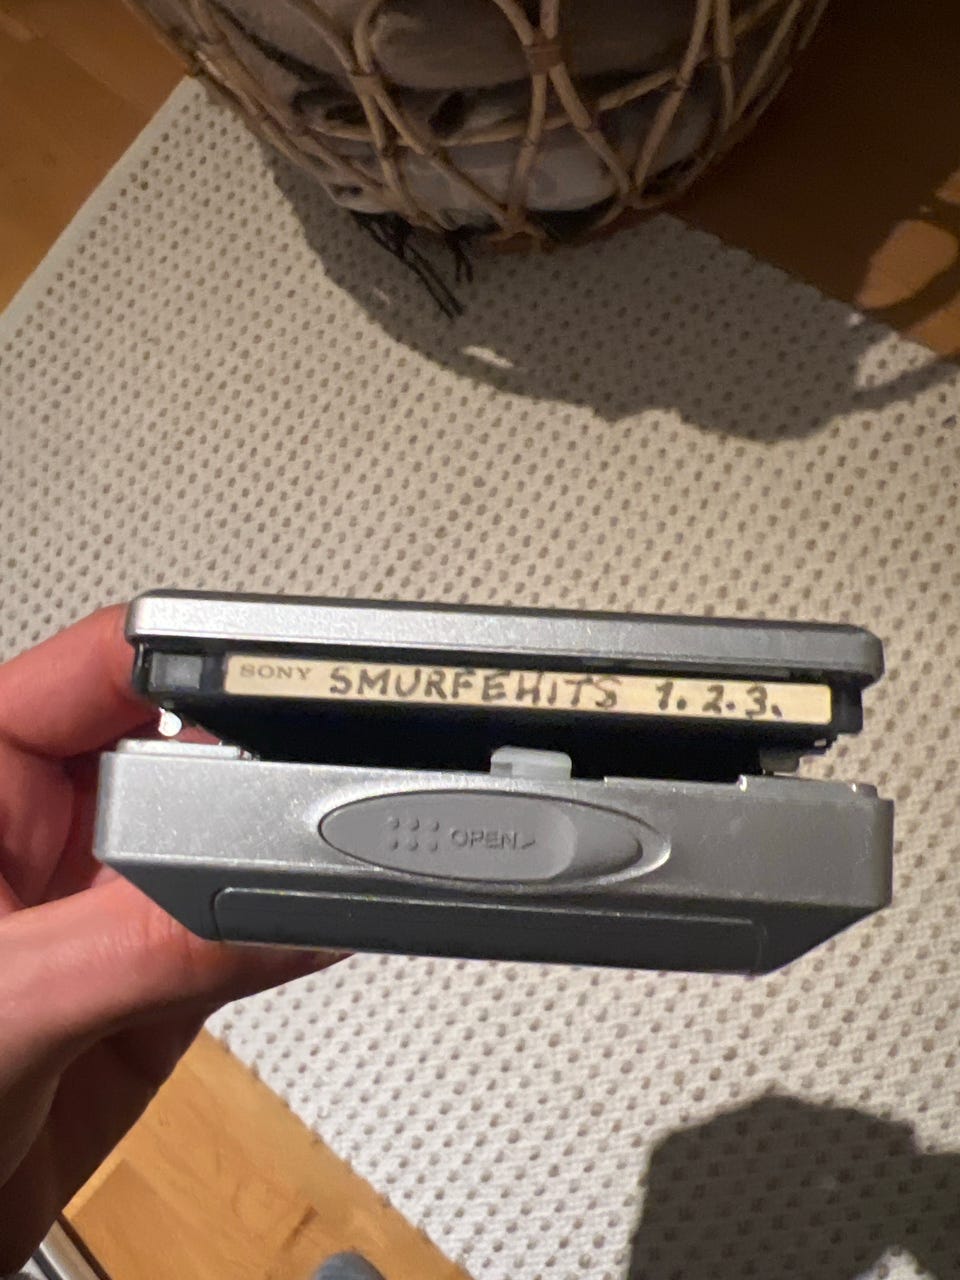 SONY SMURFEHITS 1. 2. 3.
OPEN>